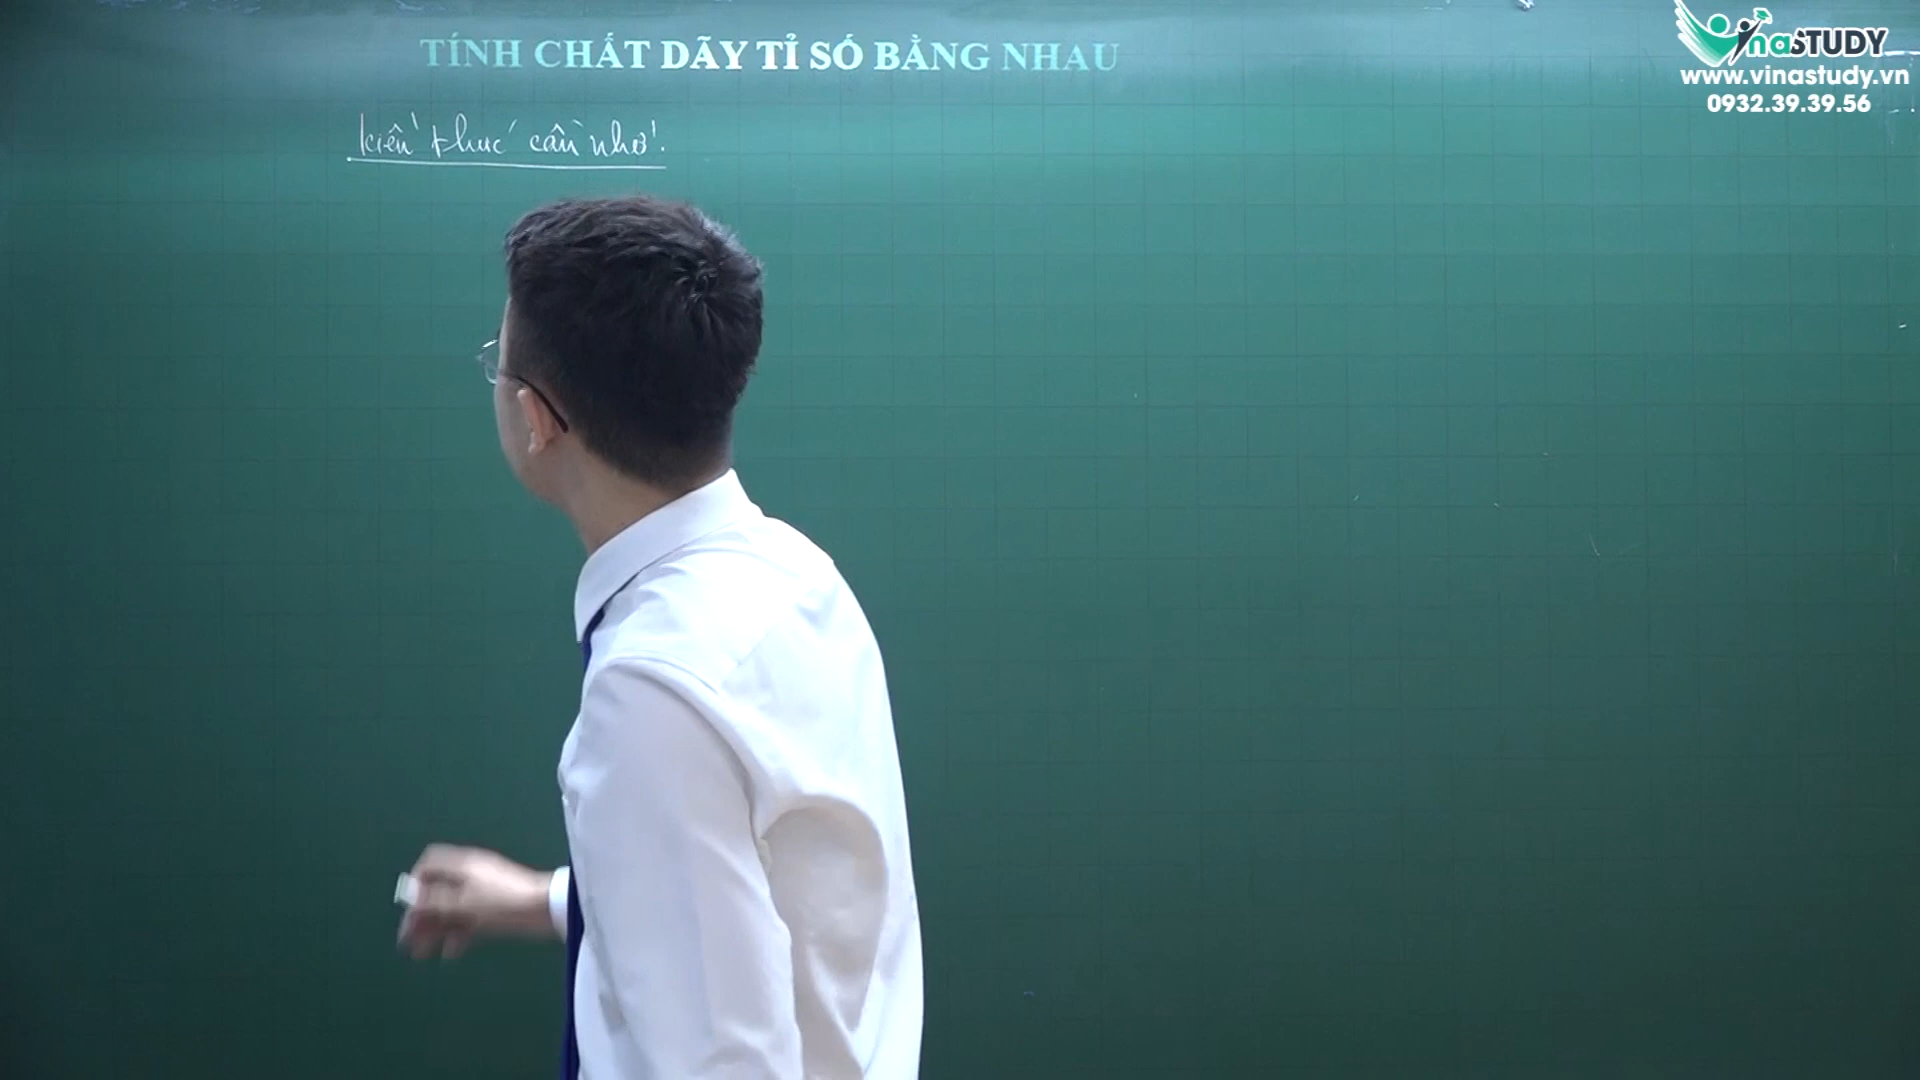 TÍNH CHẤT DÃY TỈ SỐ BẰNG NHAU
kiến thức cần nhớ.
VinaSTUDY
www.vinastudy.vn
0932.39.39.56